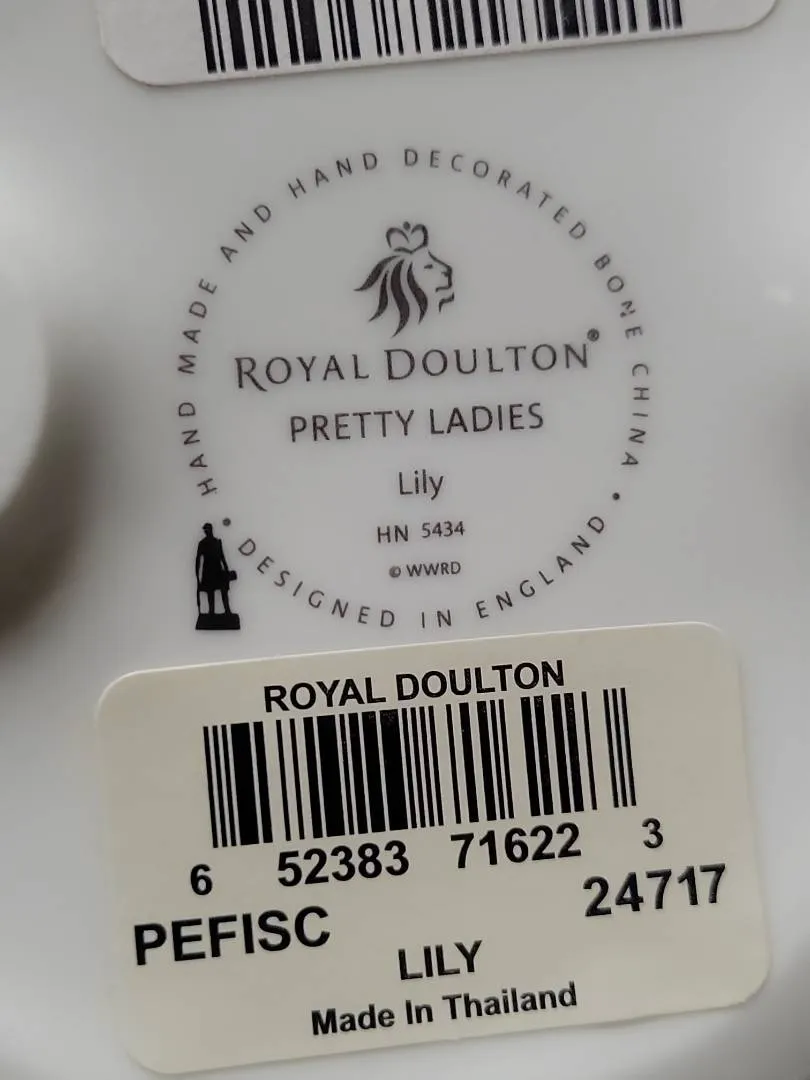 HAND MADE AND HAND DECORATED BONE CHINA •
ROYAL DOULTON®
PRETTY LADIES
Lily
HN 5434
© WWRD
• DESIGNED IN ENGLAND
ROYAL DOULTON
6 52383 71622 3
PEFISC 24717
LILY
Made In Thailand